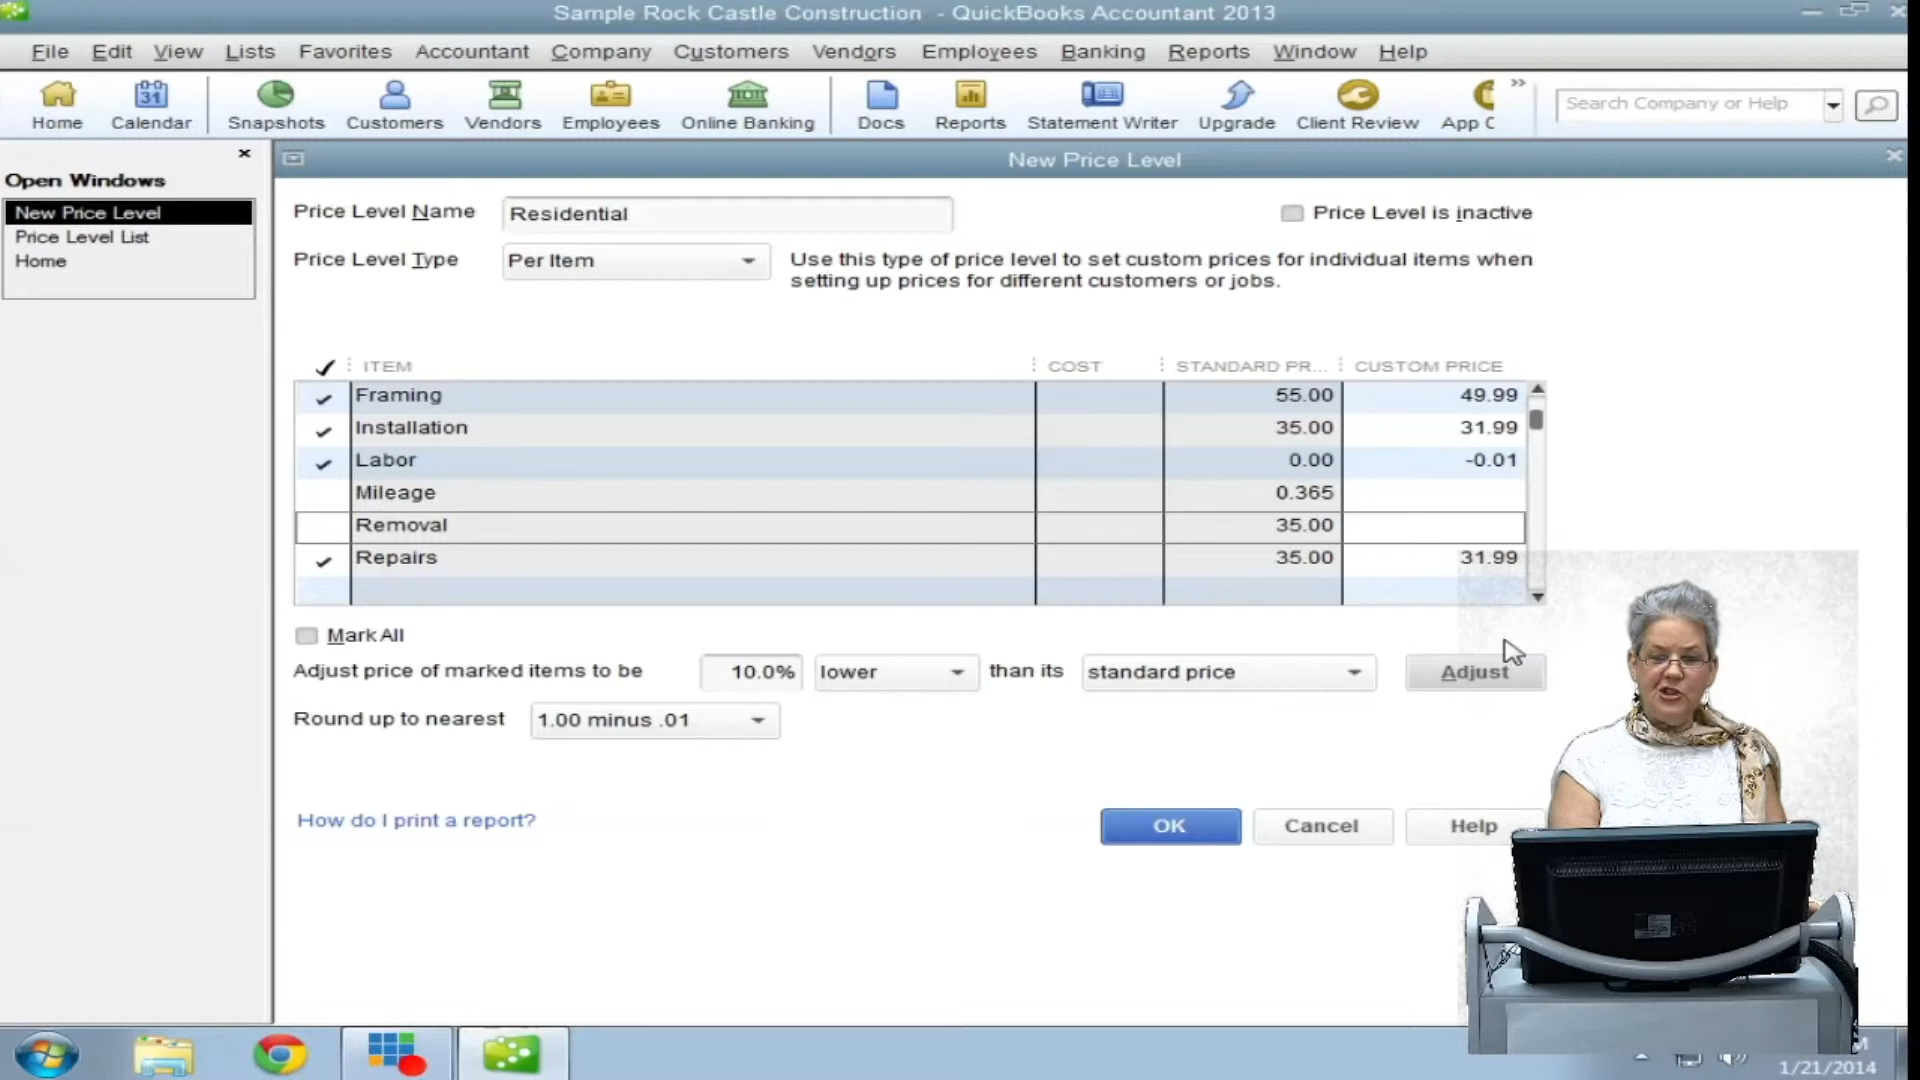 Sample Rock Castle Construction - QuickBooks Accountant 2013
File Edit View Lists Favorites Accountant Company Customers Vendors Employees Banking Reports Window Help
Home Calendar Snapshots Customers Vendors Employees Online Banking Docs Reports Statement Writer Upgrade Client Review App C
31
Search Company or Help
Open Windows
New Price Level
Price Level List
Home
New Price Level
Price Level Name Residential Price Level is inactive
Price Level Type Per Item Use this type of price level to set custom prices for individual items when
setting up prices for different customers or jobs.
ITEM COST STANDARD PR... CUSTOM PRICE
Framing 55.00 49.99
Installation 35.00 31.99
Labor 0.00 -0.01
Mileage 0.365
Removal 35.00
Repairs 35.00 31.99
Mark All
Adjust price of marked items to be 10.0% lower than its standard price Adjust
Round up to nearest 1.00 minus .01
How do I print a report? OK Cancel Help
1/21/2014